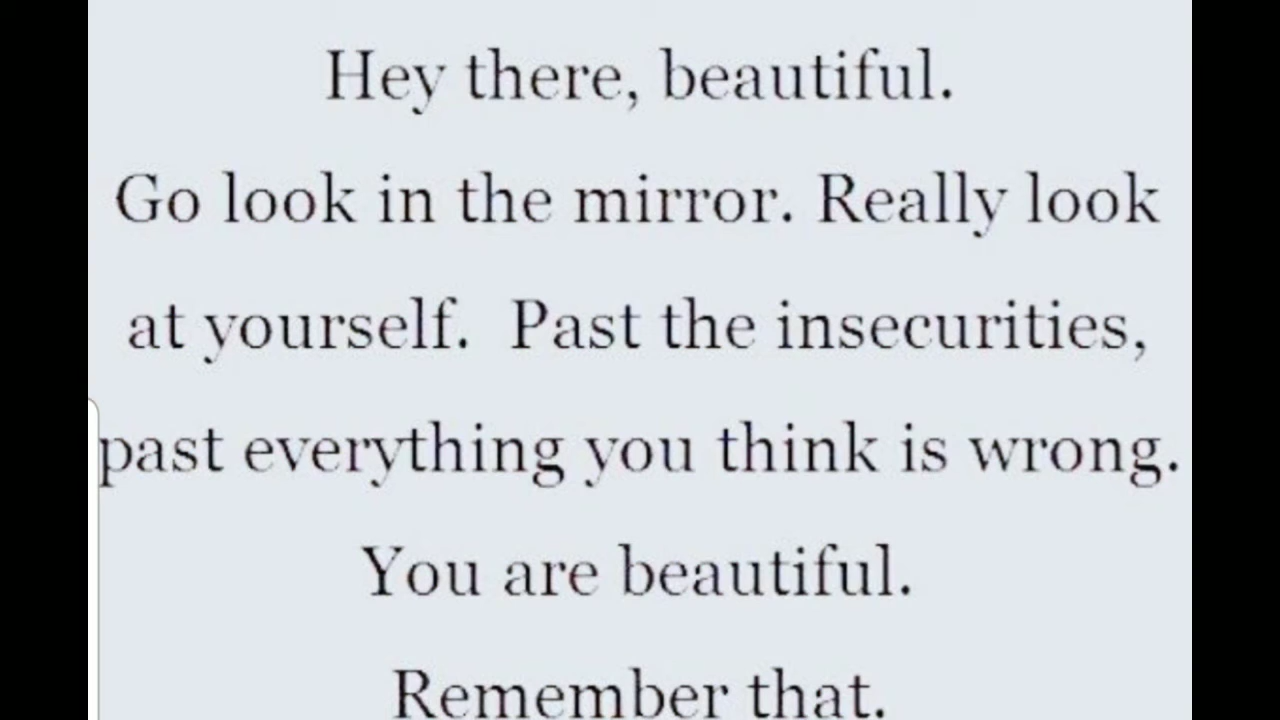 Hey there, beautiful.
Go look in the mirror. Really look
at yourself. Past the insecurities,
past everything you think is wrong.
You are beautiful.
Remember that.